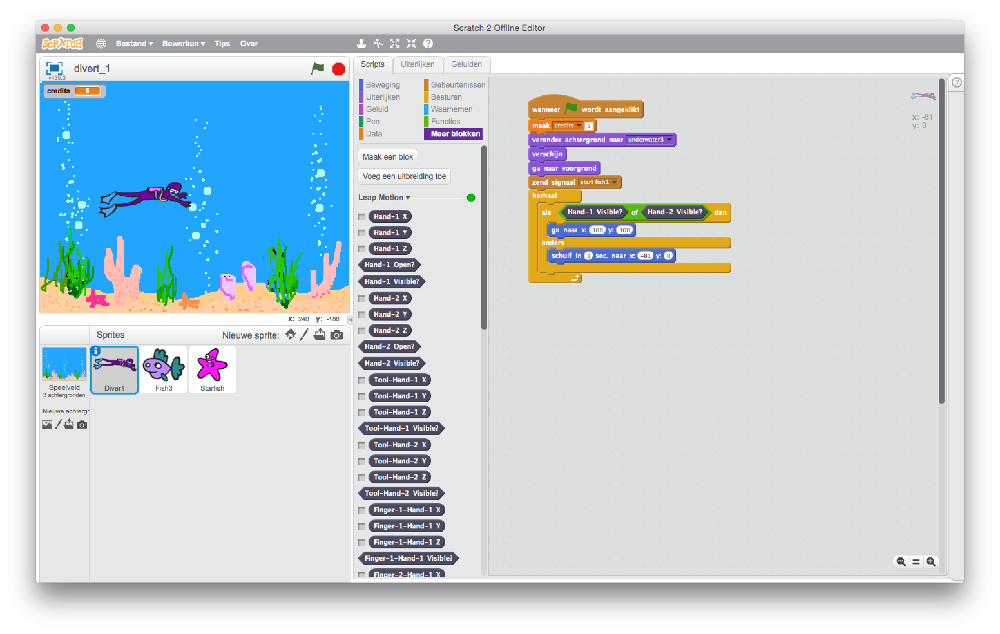 Scratch 2 Offline Editor
SCRATCH
Bestand Bewerken Tips Over
v439.3
divert_1
credits 5
x: 240 y: -180
Sprites
Nieuwe sprite:
Speelveld
3 achtergronden
Nieuwe achtergr
Diver1
Fish3
Starfish
Scripts
Uiterlijken
Geluiden
Beweging
Uiterlijken
Geluid
Pen
Data
Gebeurtenissen
Besturen
Waarnemen
Functies
Meer blokken
Maak een blok
Voeg een uitbreiding toe
Leap Motion
Hand-1 X
Hand-1 Y
Hand-1 Z
Hand-1 Open?
Hand-1 Visible?
Hand-2 X
Hand-2 Y
Hand-2 Z
Hand-2 Open?
Hand-2 Visible?
Tool-Hand-1 X
Tool-Hand-1 Y
Tool-Hand-1 Z
Tool-Hand-1 Visible?
Tool-Hand-2 X
Tool-Hand-2 Y
Tool-Hand-2 Z
Tool-Hand-2 Visible?
Finger-1-Hand-1 X
Finger-1-Hand-1 Y
Finger-1-Hand-1 Z
Finger-1-Hand-1 Visible?
Finger-2-Hand-1 X
wanneer wordt aangeklikt
maak credits 5
verander achtergrond naar underwater3
verschijn
ga naar voorgrond
zend signaal start fish1
herhaal
als Hand-1 Visible? of Hand-2 Visible? dan
ga naar x: 100 y: 100
anders
schuif in 1 sec. naar x: -81 y: 0
x: -81
y: 0